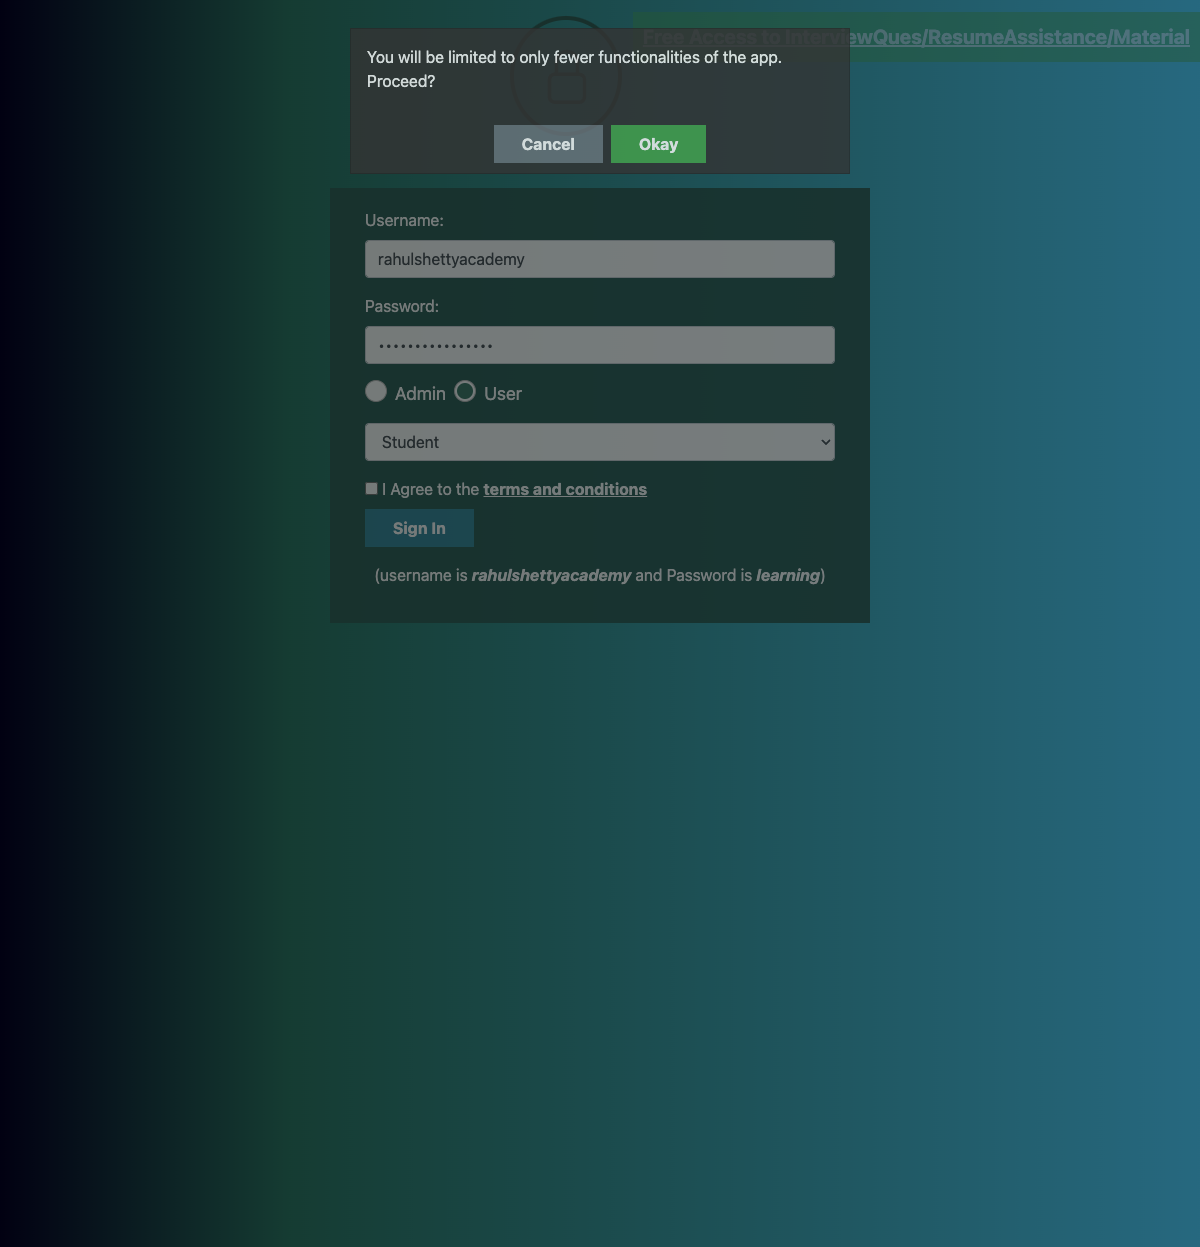 Free Access to InterviewQues/ResumeAssistance/Material
You will be limited to only fewer functionalities of the app.
Proceed?
Cancel
Okay
Username:
rahulshettyacademy
Password:
••••••••••••••••
Admin
User
Student
I Agree to the terms and conditions
Sign In
(username is rahulshettyacademy and Password is learning)